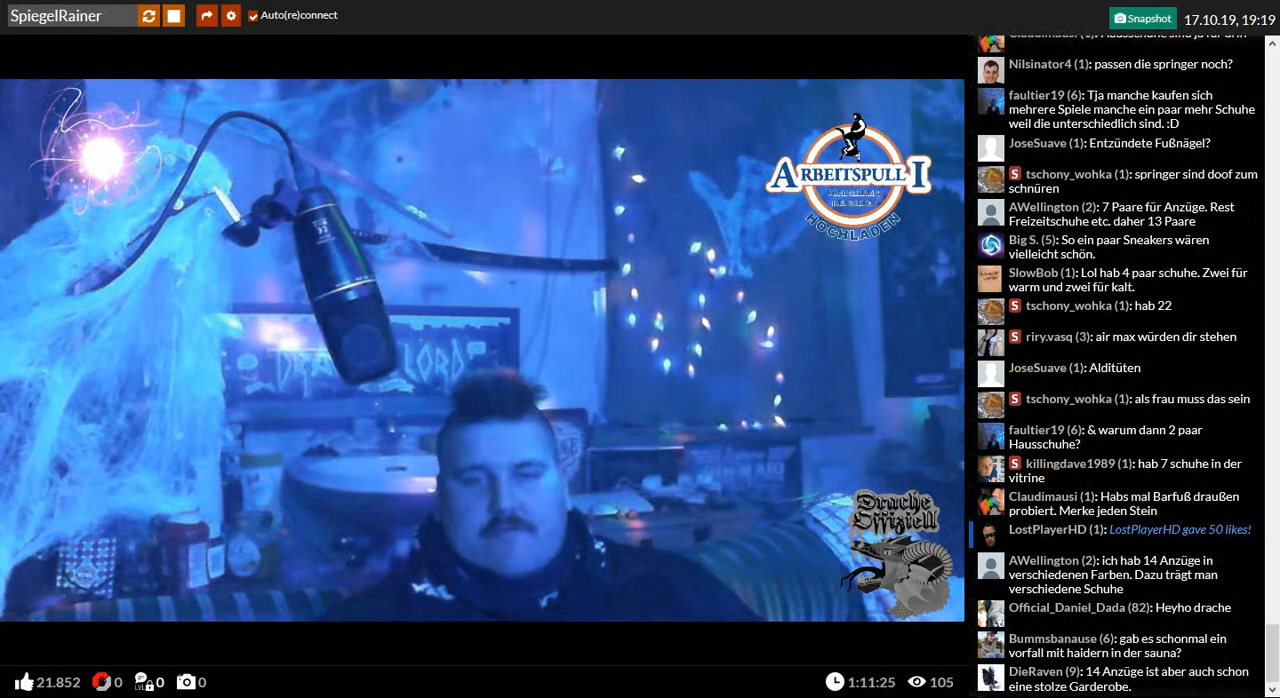 SpiegelRainer
Auto(re)connect
Snapshot
17.10.19, 19:19
ARBEITSPULLI
HOCHLADEN
LORD
Drache
Offiziell
Nilsinator4 (1): passen die springer noch?
faultier19 (6): Tja manche kaufen sich
mehrere Spiele manche ein paar mehr Schuhe
weil die unterschiedlich sind. :D
JoseSuave (1): Entzündete Fußnägel?
S tschony_wohka (1): springer sind doof zum
schnüren
AWellington (2): 7 Paare für Anzüge. Rest
Freizeitschuhe etc. daher 13 Paare
Big S. (5): So ein paar Sneakers wären
vielleicht schön.
SlowBob (1): Lol hab 4 paar schuhe. Zwei für
warm und zwei für kalt.
S tschony_wohka (1): hab 22
S riry.vasq (3): air max würden dir stehen
JoseSuave (1): Alditüten
S tschony_wohka (1): als frau muss das sein
faultier19 (6): & warum dann 2 paar
Hausschuhe?
S killingdave1989 (1): hab 7 schuhe in der
vitrine
Claudimausi (1): Habs mal Barfuß draußen
probiert. Merke jeden Stein
LostPlayerHD (1): LostPlayerHD gave 50 likes!
AWellington (2): ich hab 14 Anzüge in
verschiedenen Farben. Dazu trägt man
verschiedene Schuhe
Official_Daniel_Dada (82): Heyho drache
Bummsbanause (6): gab es schonmal ein
vorfall mit haidern in der sauna?
DieRaven (9): 14 Anzüge ist aber auch schon
eine stolze Garderobe.
21.852
0
LVL
0
0
1:11:25
105